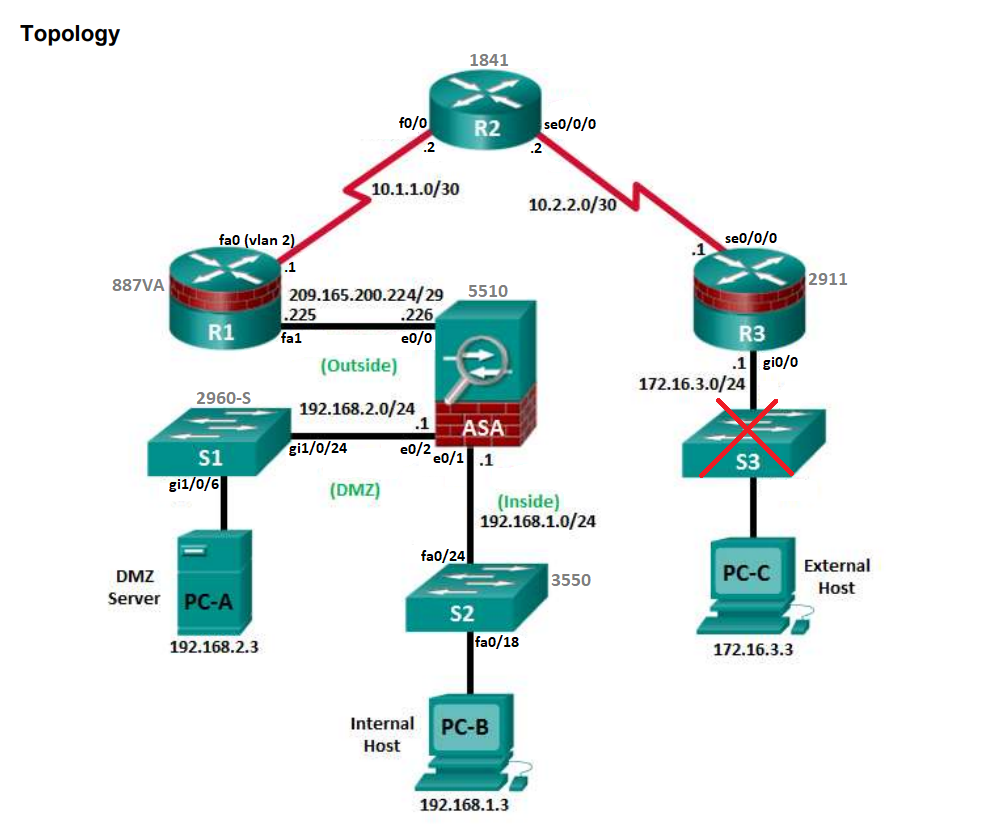 Topology
1841
R2
f0/0
se0/0/0
.2
.2
10.1.1.0/30
10.2.2.0/30
fa0 (vlan 2)
.1
887VA
R1
209.165.200.224/29
.225
.226
fa1
e0/0
(Outside)
5510
ASA
se0/0/0
.1
2911
R3
.1
gi0/0
172.16.3.0/24
2960-S
S1
192.168.2.0/24
.1
gi1/0/24
e0/2
e0/1
.1
gi1/0/6
(DMZ)
(Inside)
192.168.1.0/24
S3
DMZ
Server
PC-A
192.168.2.3
fa0/24
3550
S2
fa0/18
PC-C
External
Host
172.16.3.3
Internal
Host
PC-B
192.168.1.3